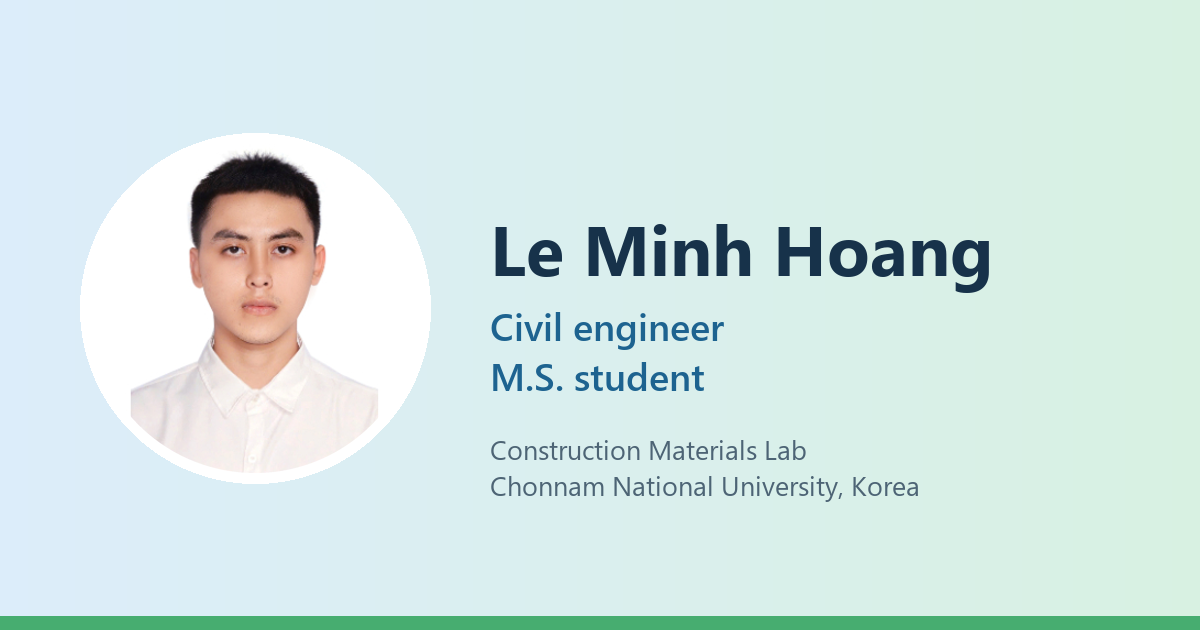 Le Minh Hoang
Civil engineer
M.S. student
Construction Materials Lab
Chonnam National University, Korea